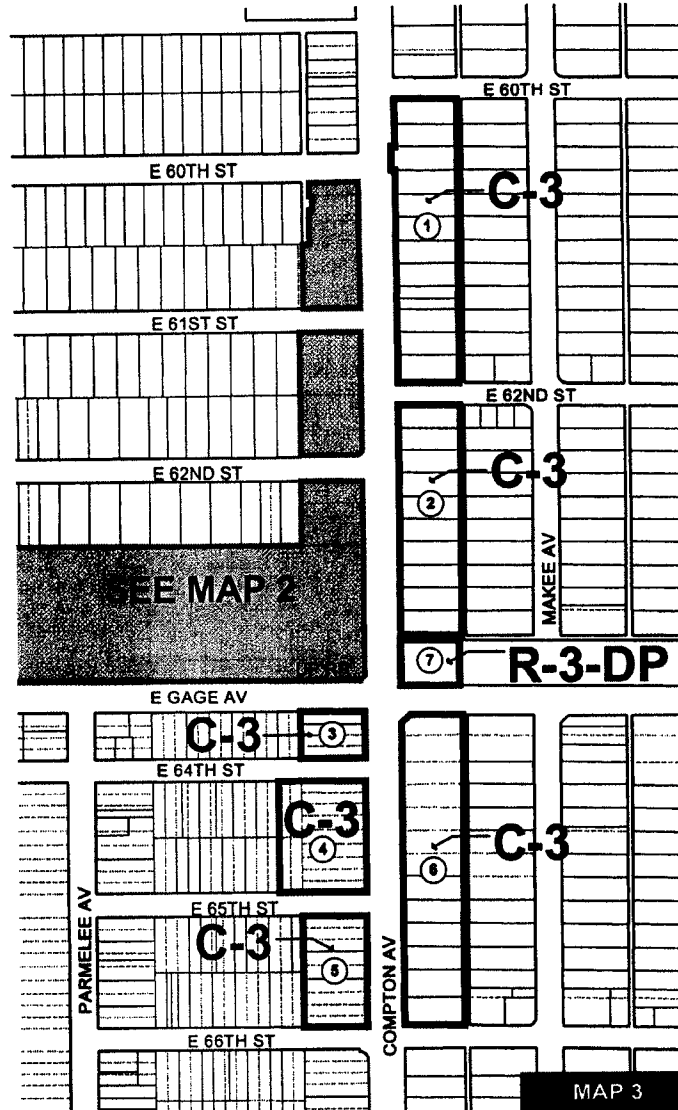 E 60TH ST
E 60TH ST
C-3
1
E 61ST ST
E 62ND ST
E 62ND ST
C-3
2
MAKEE AV
SEE MAP 2
7
R-3-DP
E GAGE AV
C-3
3
E 64TH ST
C-3
4
C-3
6
E 65TH ST
C-3
5
PARMELEE AV
COMPTON AV
E 66TH ST
MAP 3